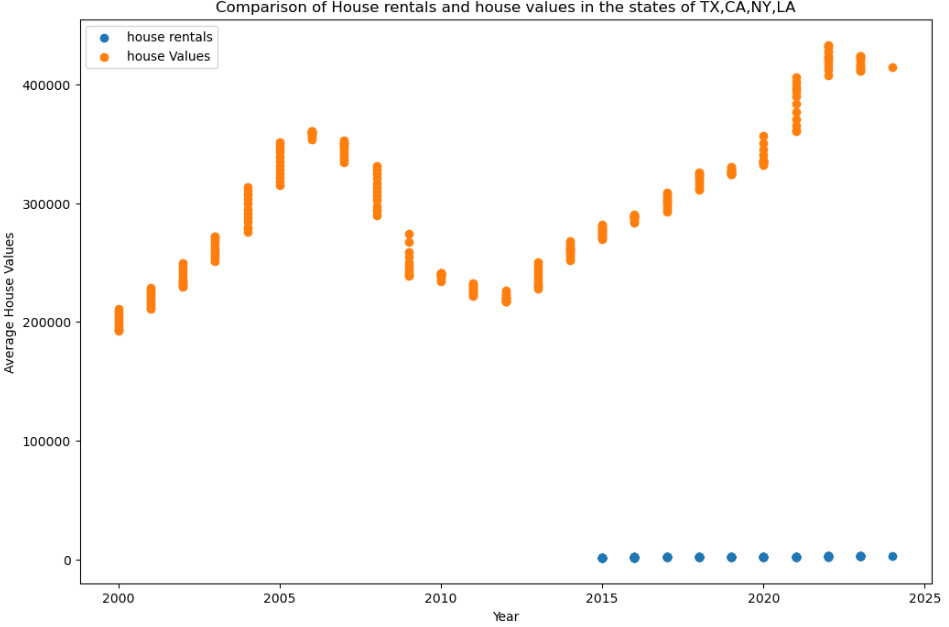 Comparison of House rentals and house values in the states of TX,CA,NY,LA
house rentals
house Values
Average House Values
400000
300000
200000
100000
0
2000
2005
2010
2015
2020
2025
Year